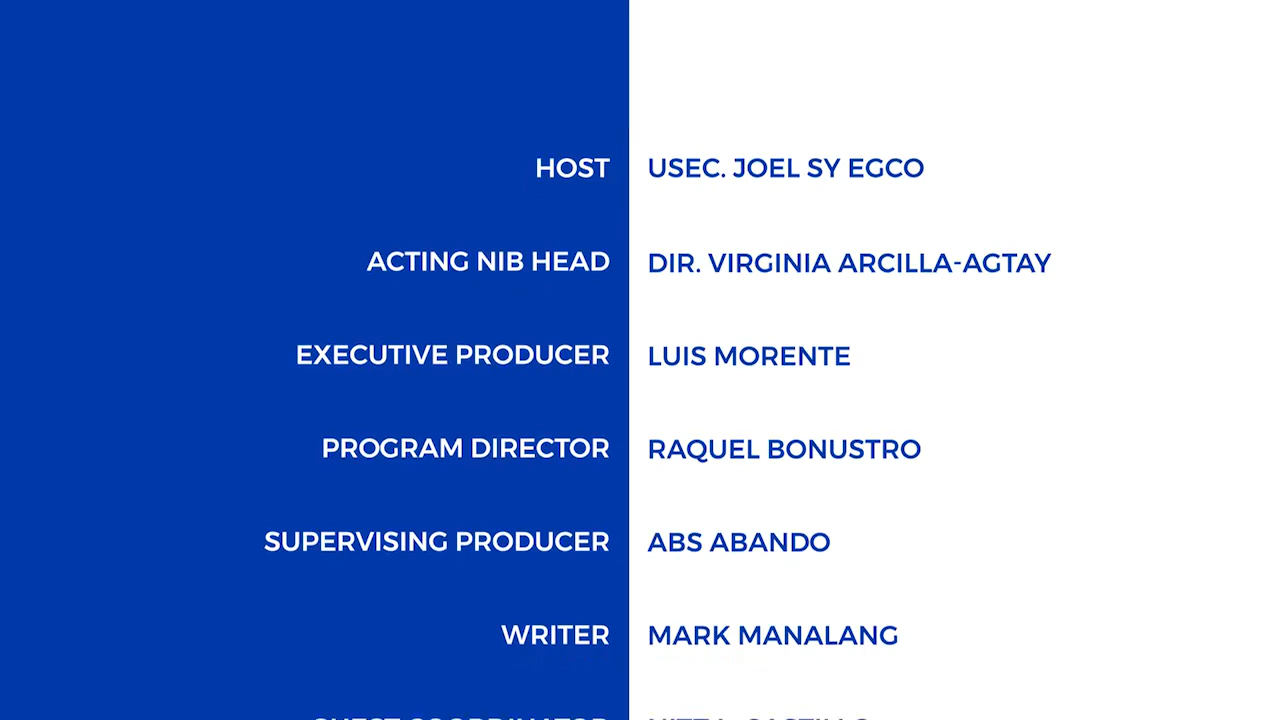 HOST USEC. JOEL SY EGCO
ACTING NIB HEAD DIR. VIRGINIA ARCILLA-AGTAY
EXECUTIVE PRODUCER LUIS MORENTE
PROGRAM DIRECTOR RAQUEL BONUSTRO
SUPERVISING PRODUCER ABS ABANDO
WRITER MARK MANALANG